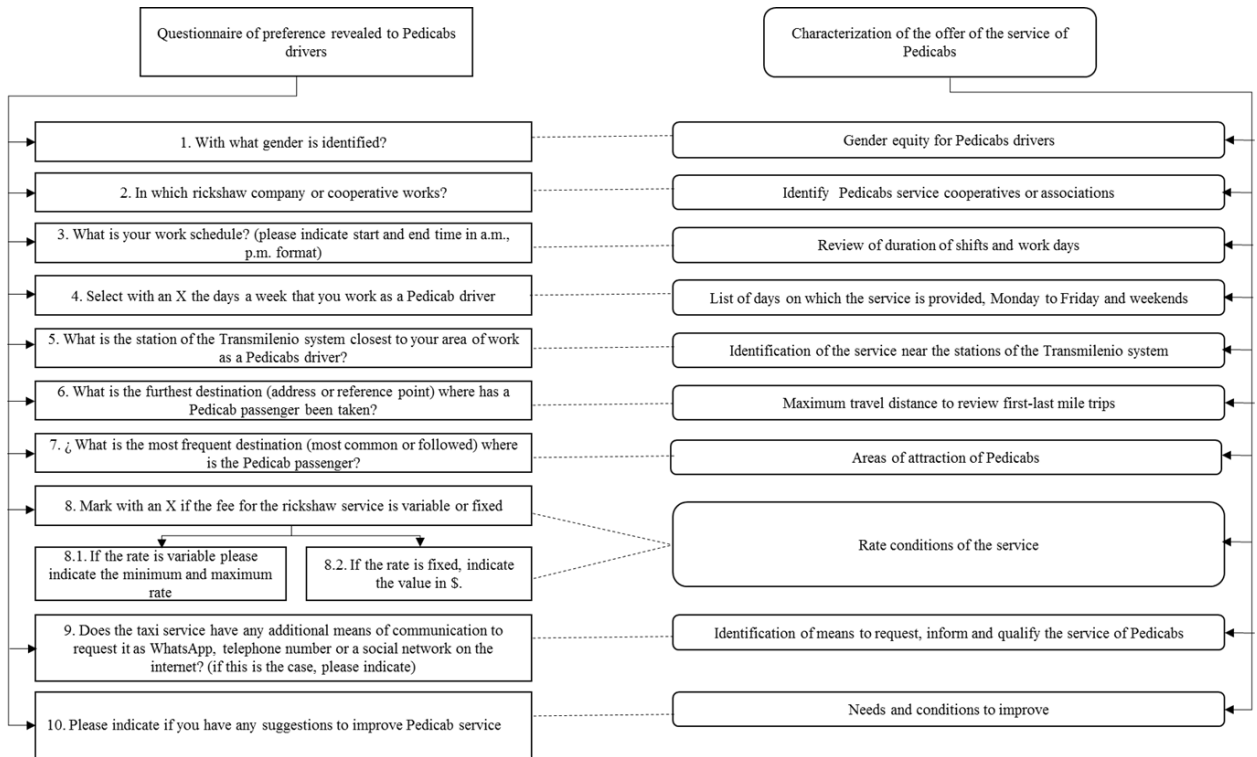 Questionnaire of preference revealed to Pedicabs
drivers
Characterization of the offer of the service of
Pedicabs
1. With what gender is identified?
Gender equity for Pedicabs drivers
2. In which rickshaw company or cooperative works?
Identify Pedicabs service cooperatives or associations
3. What is your work schedule? (please indicate start and end time in a.m.,
p.m. format)
Review of duration of shifts and work days
4. Select with an X the days a week that you work as a Pedicab driver
List of days on which the service is provided, Monday to Friday and weekends
5. What is the station of the Transmilenio system closest to your area of work
as a Pedicabs driver?
Identification of the service near the stations of the Transmilenio system
6. What is the furthest destination (address or reference point) where has a
Pedicab passenger been taken?
Maximum travel distance to review first-last mile trips
7. ¿ What is the most frequent destination (most common or followed) where
is the Pedicab passenger?
Areas of attraction of Pedicabs
8. Mark with an X if the fee for the rickshaw service is variable or fixed
8.1. If the rate is variable please
indicate the minimum and maximum
rate
8.2. If the rate is fixed, indicate
the value in $.
Rate conditions of the service
9. Does the taxi service have any additional means of communication to
request it as WhatsApp, telephone number or a social network on the
internet? (if this is the case, please indicate)
Identification of means to request, inform and qualify the service of Pedicabs
10. Please indicate if you have any suggestions to improve Pedicab service
Needs and conditions to improve